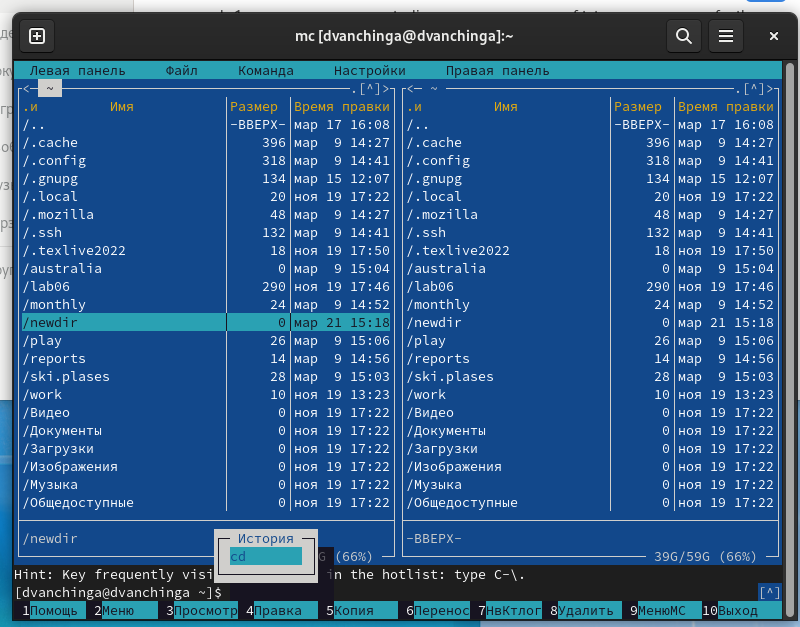 mc [dvanchinga@dvanchinga]:~
Левая панель Файл Команда Настройки Правая панель
<─ ~ .[^]> <─ ~ .[^]>
.и Имя Размер Время правки .и Имя Размер Время правки
/.. -ВВЕРХ- мар 17 16:08 /.. -ВВЕРХ- мар 17 16:08
/.cache 396 мар 9 14:27 /.cache 396 мар 9 14:27
/.config 318 мар 9 14:41 /.config 318 мар 9 14:41
/.gnupg 134 мар 15 12:07 /.gnupg 134 мар 15 12:07
/.local 20 ноя 19 17:22 /.local 20 ноя 19 17:22
/.mozilla 48 мар 9 14:27 /.mozilla 48 мар 9 14:27
/.ssh 132 мар 9 14:41 /.ssh 132 мар 9 14:41
/.texlive2022 18 ноя 19 17:50 /.texlive2022 18 ноя 19 17:50
/australia 0 мар 9 15:04 /australia 0 мар 9 15:04
/lab06 290 ноя 19 17:46 /lab06 290 ноя 19 17:46
/monthly 24 мар 9 14:52 /monthly 24 мар 9 14:52
/newdir 0 мар 21 15:18 /newdir 0 мар 21 15:18
/play 26 мар 9 15:06 /play 26 мар 9 15:06
/reports 14 мар 9 14:56 /reports 14 мар 9 14:56
/ski.plases 28 мар 9 15:03 /ski.plases 28 мар 9 15:03
/work 10 ноя 19 13:23 /work 10 ноя 19 13:23
/Видео 0 ноя 19 17:22 /Видео 0 ноя 19 17:22
/Документы 0 ноя 19 17:22 /Документы 0 ноя 19 17:22
/Загрузки 0 ноя 19 17:22 /Загрузки 0 ноя 19 17:22
/Изображения 0 ноя 19 17:22 /Изображения 0 ноя 19 17:22
/Музыка 0 ноя 19 17:22 /Музыка 0 ноя 19 17:22
/Общедоступные 0 ноя 19 17:22 /Общедоступные 0 ноя 19 17:22
/newdir История -ВВЕРХ-
cd G (66%) 39G/59G (66%)
Hint: Key frequently visi in the hotlist: type C-\.
[dvanchinga@dvanchinga ~]$ [^]
1Помощь 2Меню 3Просмотр 4Правка 5Копия 6Перенос 7НвКтлог 8Удалить 9МенюMC 10Выход